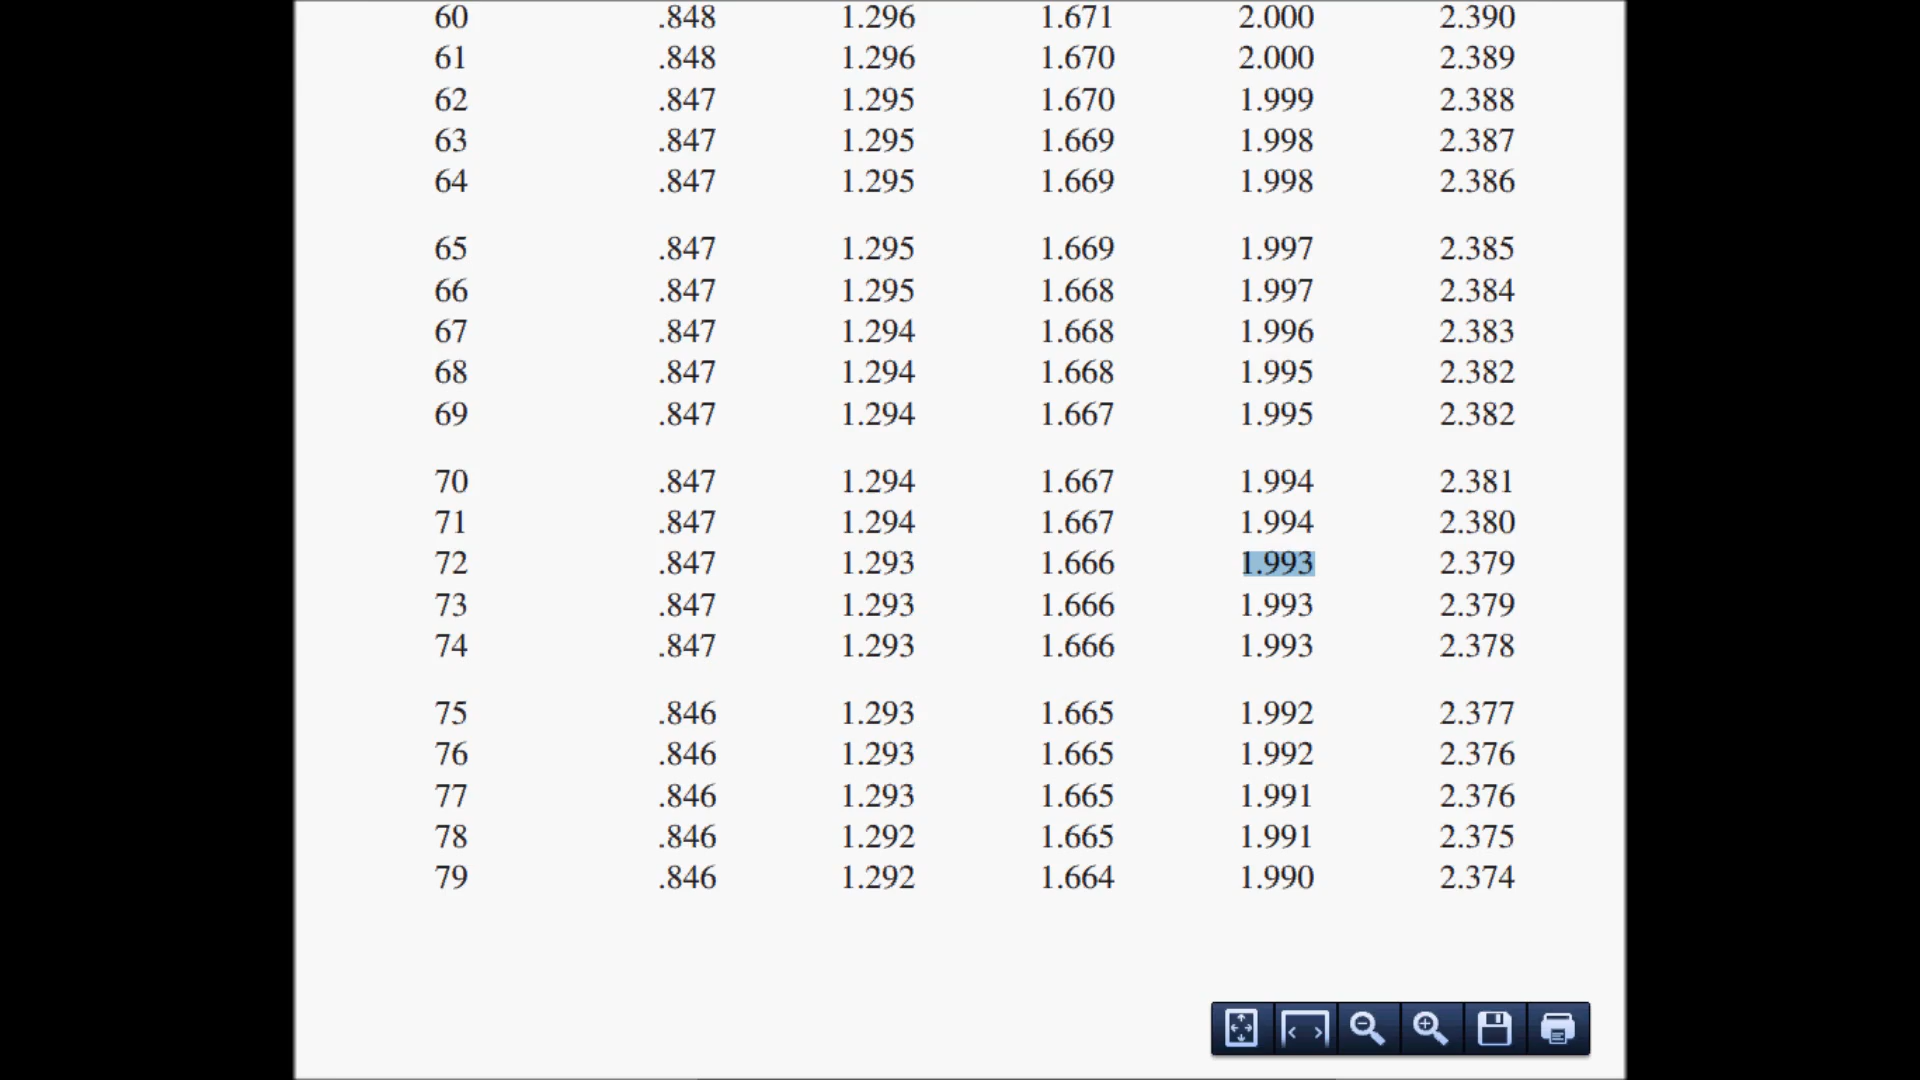 60 .848 1.296 1.671 2.000 2.390
61 .848 1.296 1.670 2.000 2.389
62 .847 1.295 1.670 1.999 2.388
63 .847 1.295 1.669 1.998 2.387
64 .847 1.295 1.669 1.998 2.386
65 .847 1.295 1.669 1.997 2.385
66 .847 1.295 1.668 1.997 2.384
67 .847 1.294 1.668 1.996 2.383
68 .847 1.294 1.668 1.995 2.382
69 .847 1.294 1.667 1.995 2.382
70 .847 1.294 1.667 1.994 2.381
71 .847 1.294 1.667 1.994 2.380
72 .847 1.293 1.666 1.993 2.379
73 .847 1.293 1.666 1.993 2.379
74 .847 1.293 1.666 1.993 2.378
75 .846 1.293 1.665 1.992 2.377
76 .846 1.293 1.665 1.992 2.376
77 .846 1.293 1.665 1.991 2.376
78 .846 1.292 1.665 1.991 2.375
79 .846 1.292 1.664 1.990 2.374